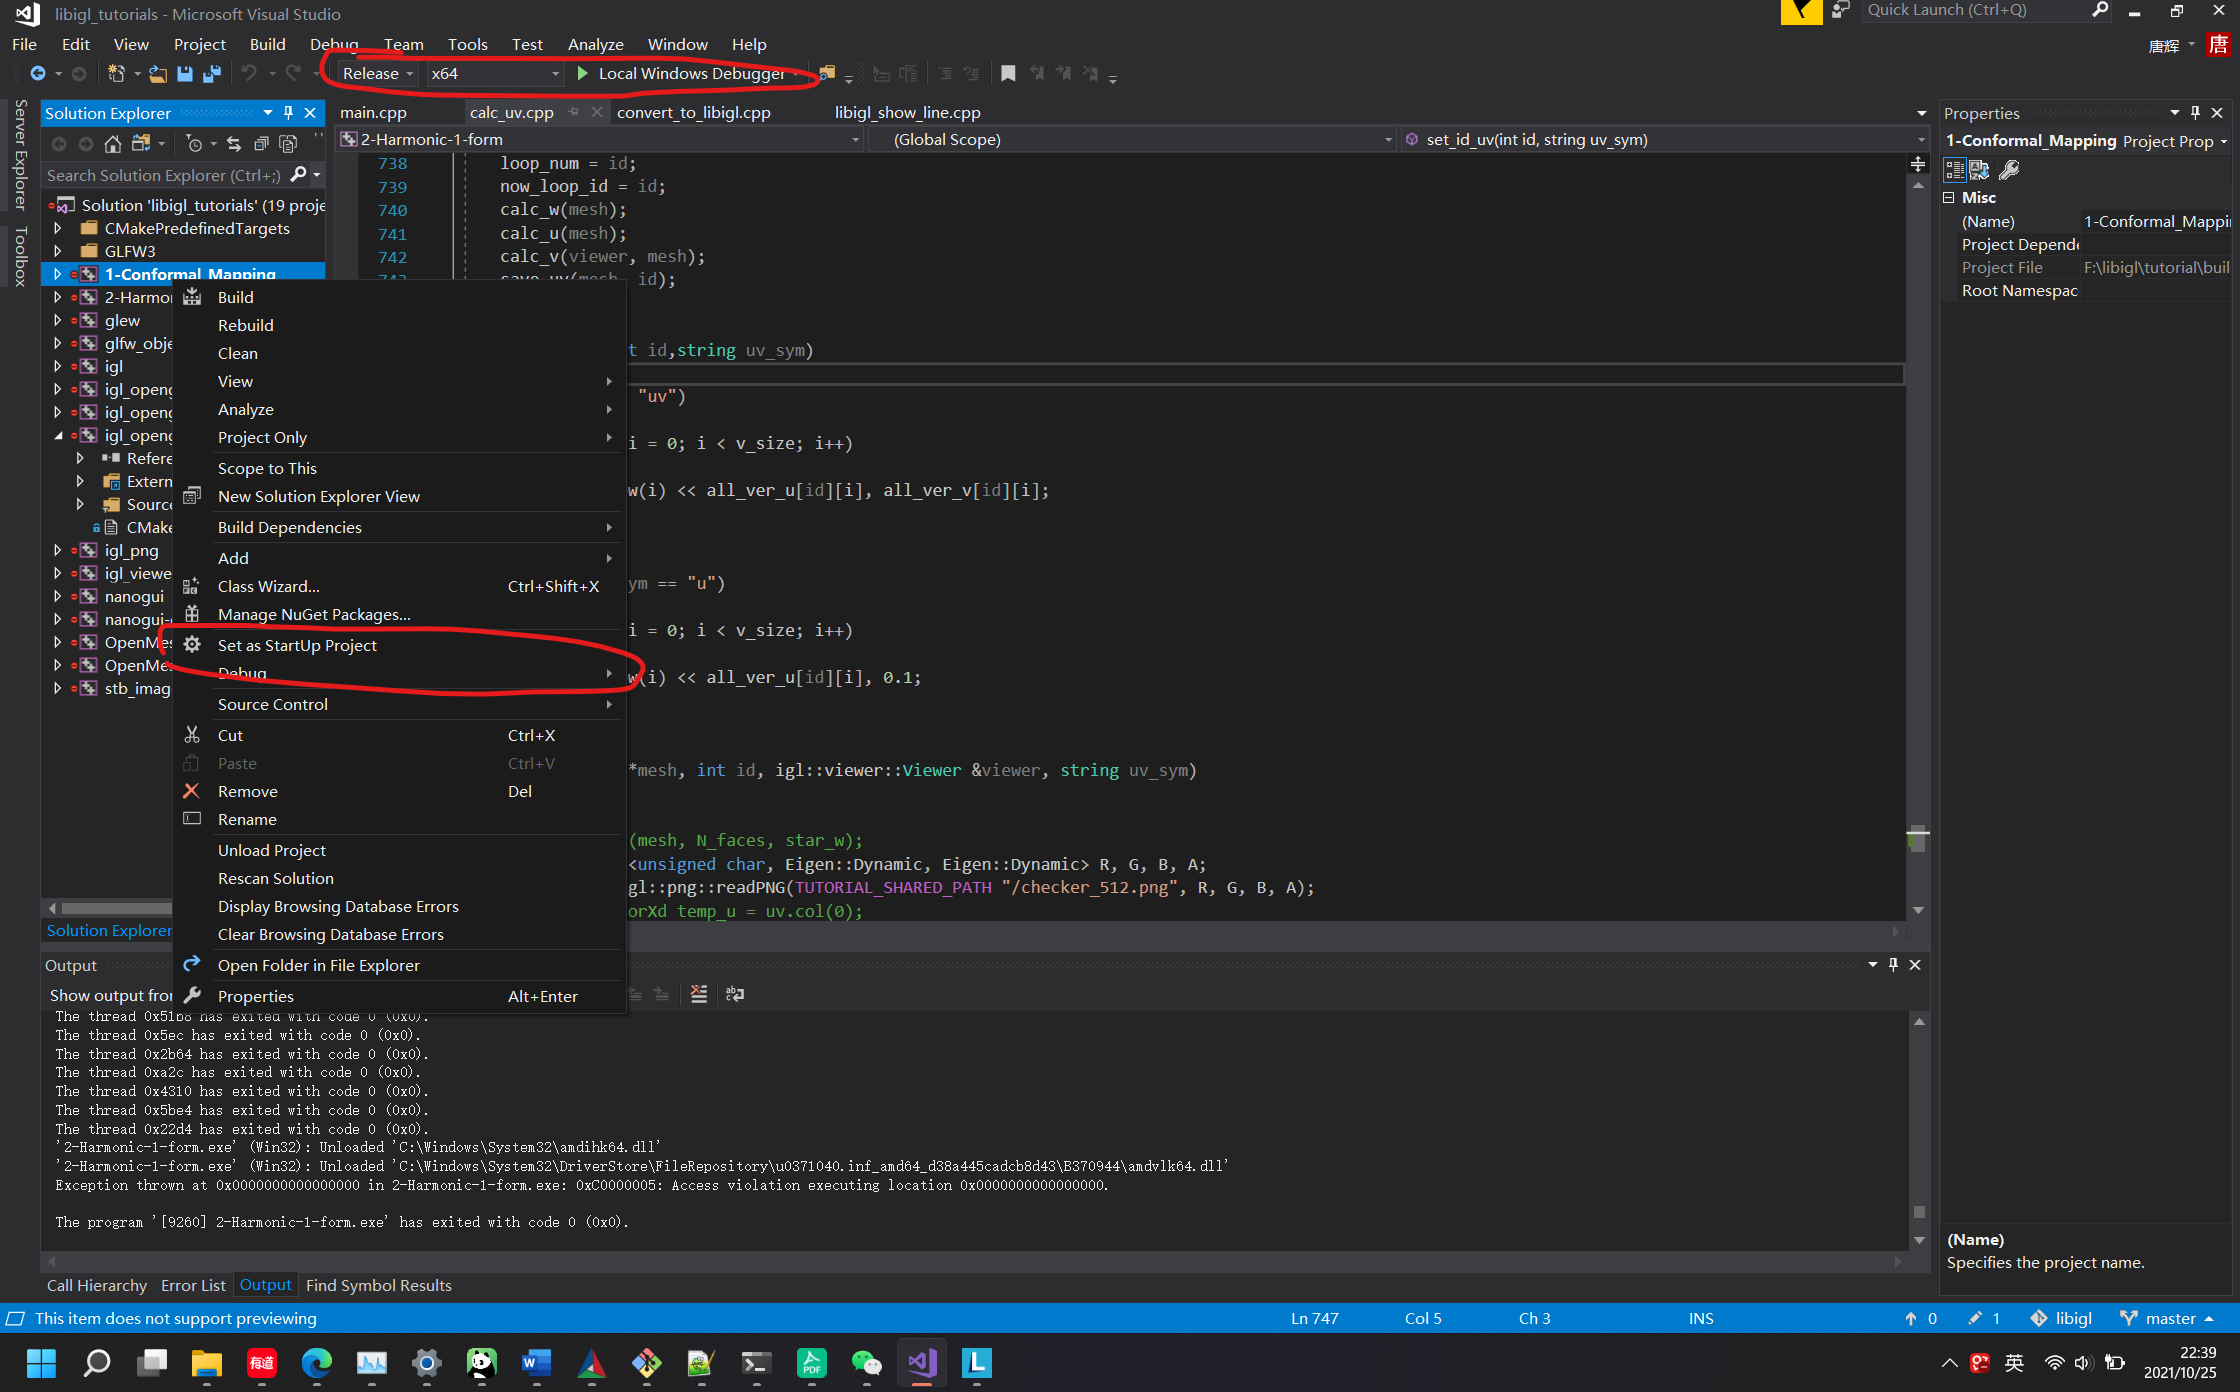 libigl_tutorials - Microsoft Visual Studio
Quick Launch (Ctrl+Q)
File Edit View Project Build Debug Team Tools Test Analyze Window Help
唐辉 唐
Release x64 Local Windows Debugger
Server Explorer
Toolbox
Solution Explorer
Search Solution Explorer (Ctrl+;)
Solution 'libigl_tutorials' (19 proje
CMakePredefinedTargets
GLFW3
1-Conformal_Mapping
2-Harmo
glew
glfw_obje
igl
igl_openg
igl_openg
igl_openg
Refere
Extern
Source
CMake
igl_png
igl_viewe
nanogui
nanogui-
OpenMes
OpenMe
stb_imag
Solution Explorer
Build
Rebuild
Clean
View
Analyze
Project Only
Scope to This
New Solution Explorer View
Build Dependencies
Add
Class Wizard... Ctrl+Shift+X
Manage NuGet Packages...
Set as StartUp Project
Debug
Source Control
Cut Ctrl+X
Paste Ctrl+V
Remove Del
Rename
Unload Project
Rescan Solution
Display Browsing Database Errors
Clear Browsing Database Errors
Open Folder in File Explorer
Properties Alt+Enter
main.cpp calc_uv.cpp convert_to_libigl.cpp libigl_show_line.cpp
2-Harmonic-1-form (Global Scope) set_id_uv(int id, string uv_sym)
738 loop_num = id;
739 now_loop_id = id;
740 calc_w(mesh);
741 calc_u(mesh);
742 calc_v(viewer, mesh);
743 save_uv(mesh, id);
t id,string uv_sym)
"uv")
i = 0; i < v_size; i++)
w(i) << all_ver_u[id][i], all_ver_v[id][i];
ym == "u")
i = 0; i < v_size; i++)
w(i) << all_ver_u[id][i], 0.1;
*mesh, int id, igl::viewer::Viewer &viewer, string uv_sym)
(mesh, N_faces, star_w);
<unsigned char, Eigen::Dynamic, Eigen::Dynamic> R, G, B, A;
gl::png::readPNG(TUTORIAL_SHARED_PATH "/checker_512.png", R, G, B, A);
orXd temp_u = uv.col(0);
Properties
1-Conformal_Mapping Project Prop
Misc
(Name) 1-Conformal_Mappi
Project Depende
Project File F:\libigl\tutorial\buil
Root Namespac
(Name)
Specifies the project name.
Output
Show output fro
The thread 0x51b8 has exited with code 0 (0x0).
The thread 0x5ec has exited with code 0 (0x0).
The thread 0x2b64 has exited with code 0 (0x0).
The thread 0xa2c has exited with code 0 (0x0).
The thread 0x4310 has exited with code 0 (0x0).
The thread 0x5be4 has exited with code 0 (0x0).
The thread 0x22d4 has exited with code 0 (0x0).
'2-Harmonic-1-form.exe' (Win32): Unloaded 'C:\Windows\System32\amdihk64.dll'
'2-Harmonic-1-form.exe' (Win32): Unloaded 'C:\Windows\System32\DriverStore\FileRepository\u0371040.inf_amd64_d38a445cadcb8d43\B370944\amdvlk64.dll'
Exception thrown at 0x0000000000000000 in 2-Harmonic-1-form.exe: 0xC0000005: Access violation executing location 0x0000000000000000.
The program '[9260] 2-Harmonic-1-form.exe' has exited with code 0 (0x0).
Call Hierarchy Error List Output Find Symbol Results
This item does not support previewing Ln 747 Col 5 Ch 3 INS 0 1 libigl master
有道 W PDF L
英 22:39
2021/10/25